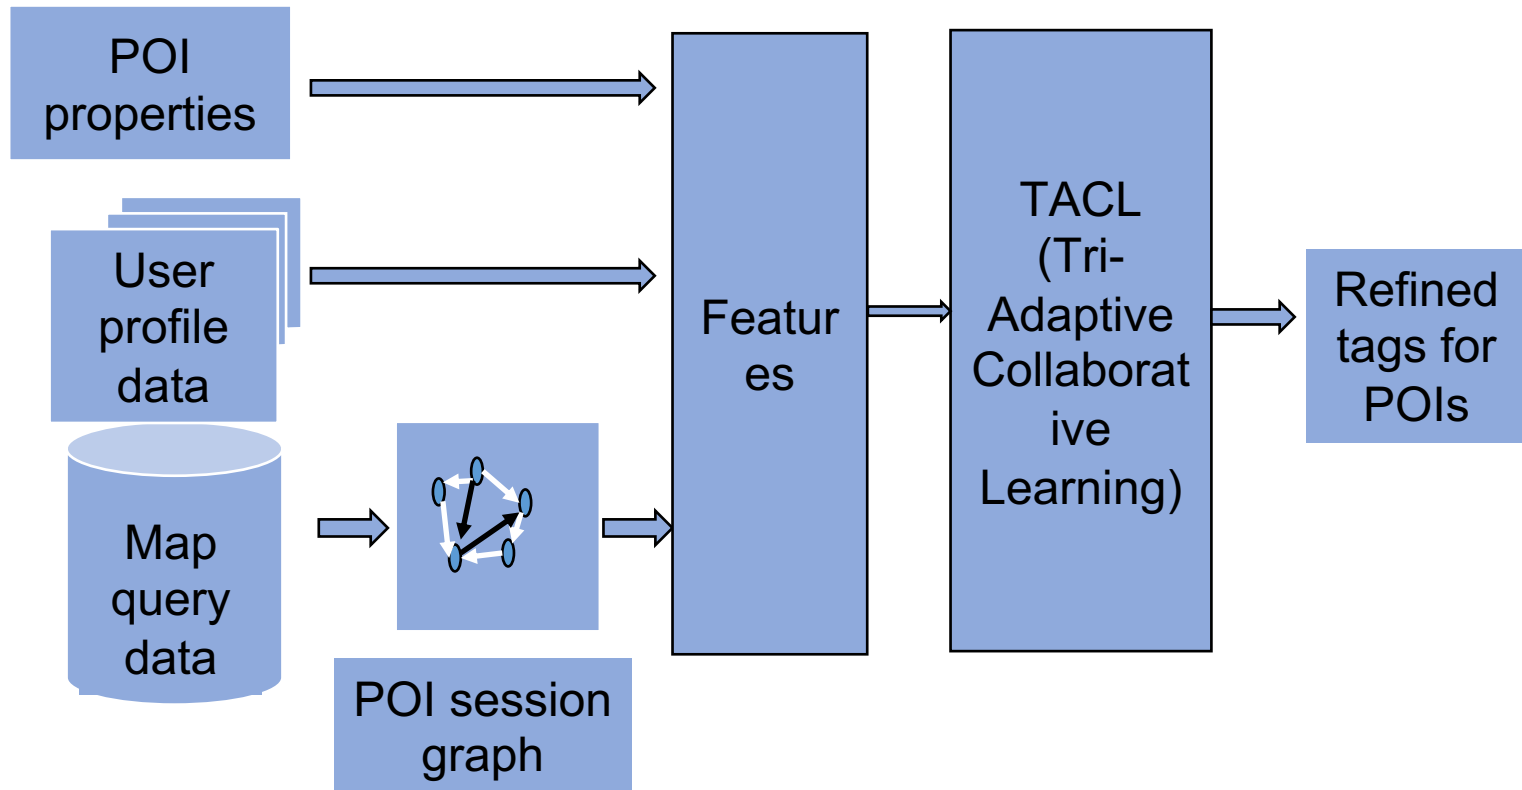 POI
properties
User
profile
data
Map
query
data
POI session
graph
Featur
es
TACL
(Tri-
Adaptive
Collaborat
ive
Learning)
Refined
tags for
POIs